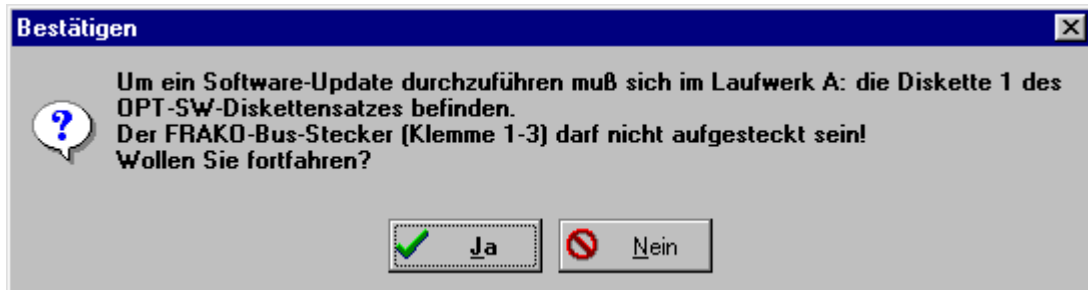 Bestätigen
Um ein Software-Update durchzuführen muß sich im Laufwerk A: die Diskette 1 des
OPT-SW-Diskettensatzes befinden.
Der FRAKO-Bus-Stecker (Klemme 1-3) darf nicht aufgesteckt sein!
Wollen Sie fortfahren?
Ja
Nein